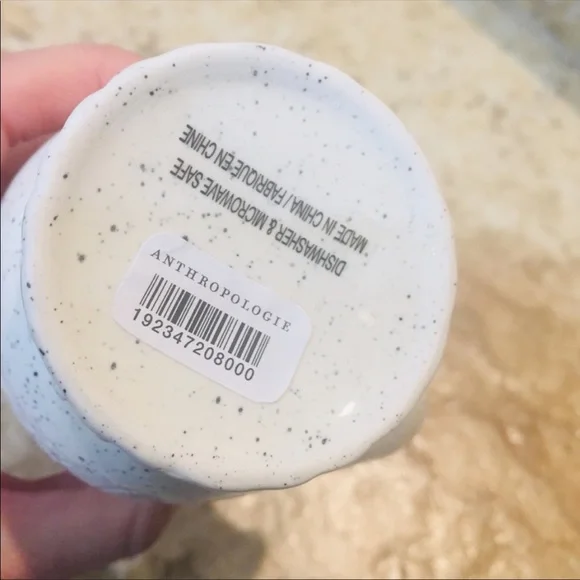 ANTHROPOLOGIE
192347208000
DISHWASHER & MICROWAVE SAFE
MADE IN CHINA / FABRIQUÉ EN CHINE